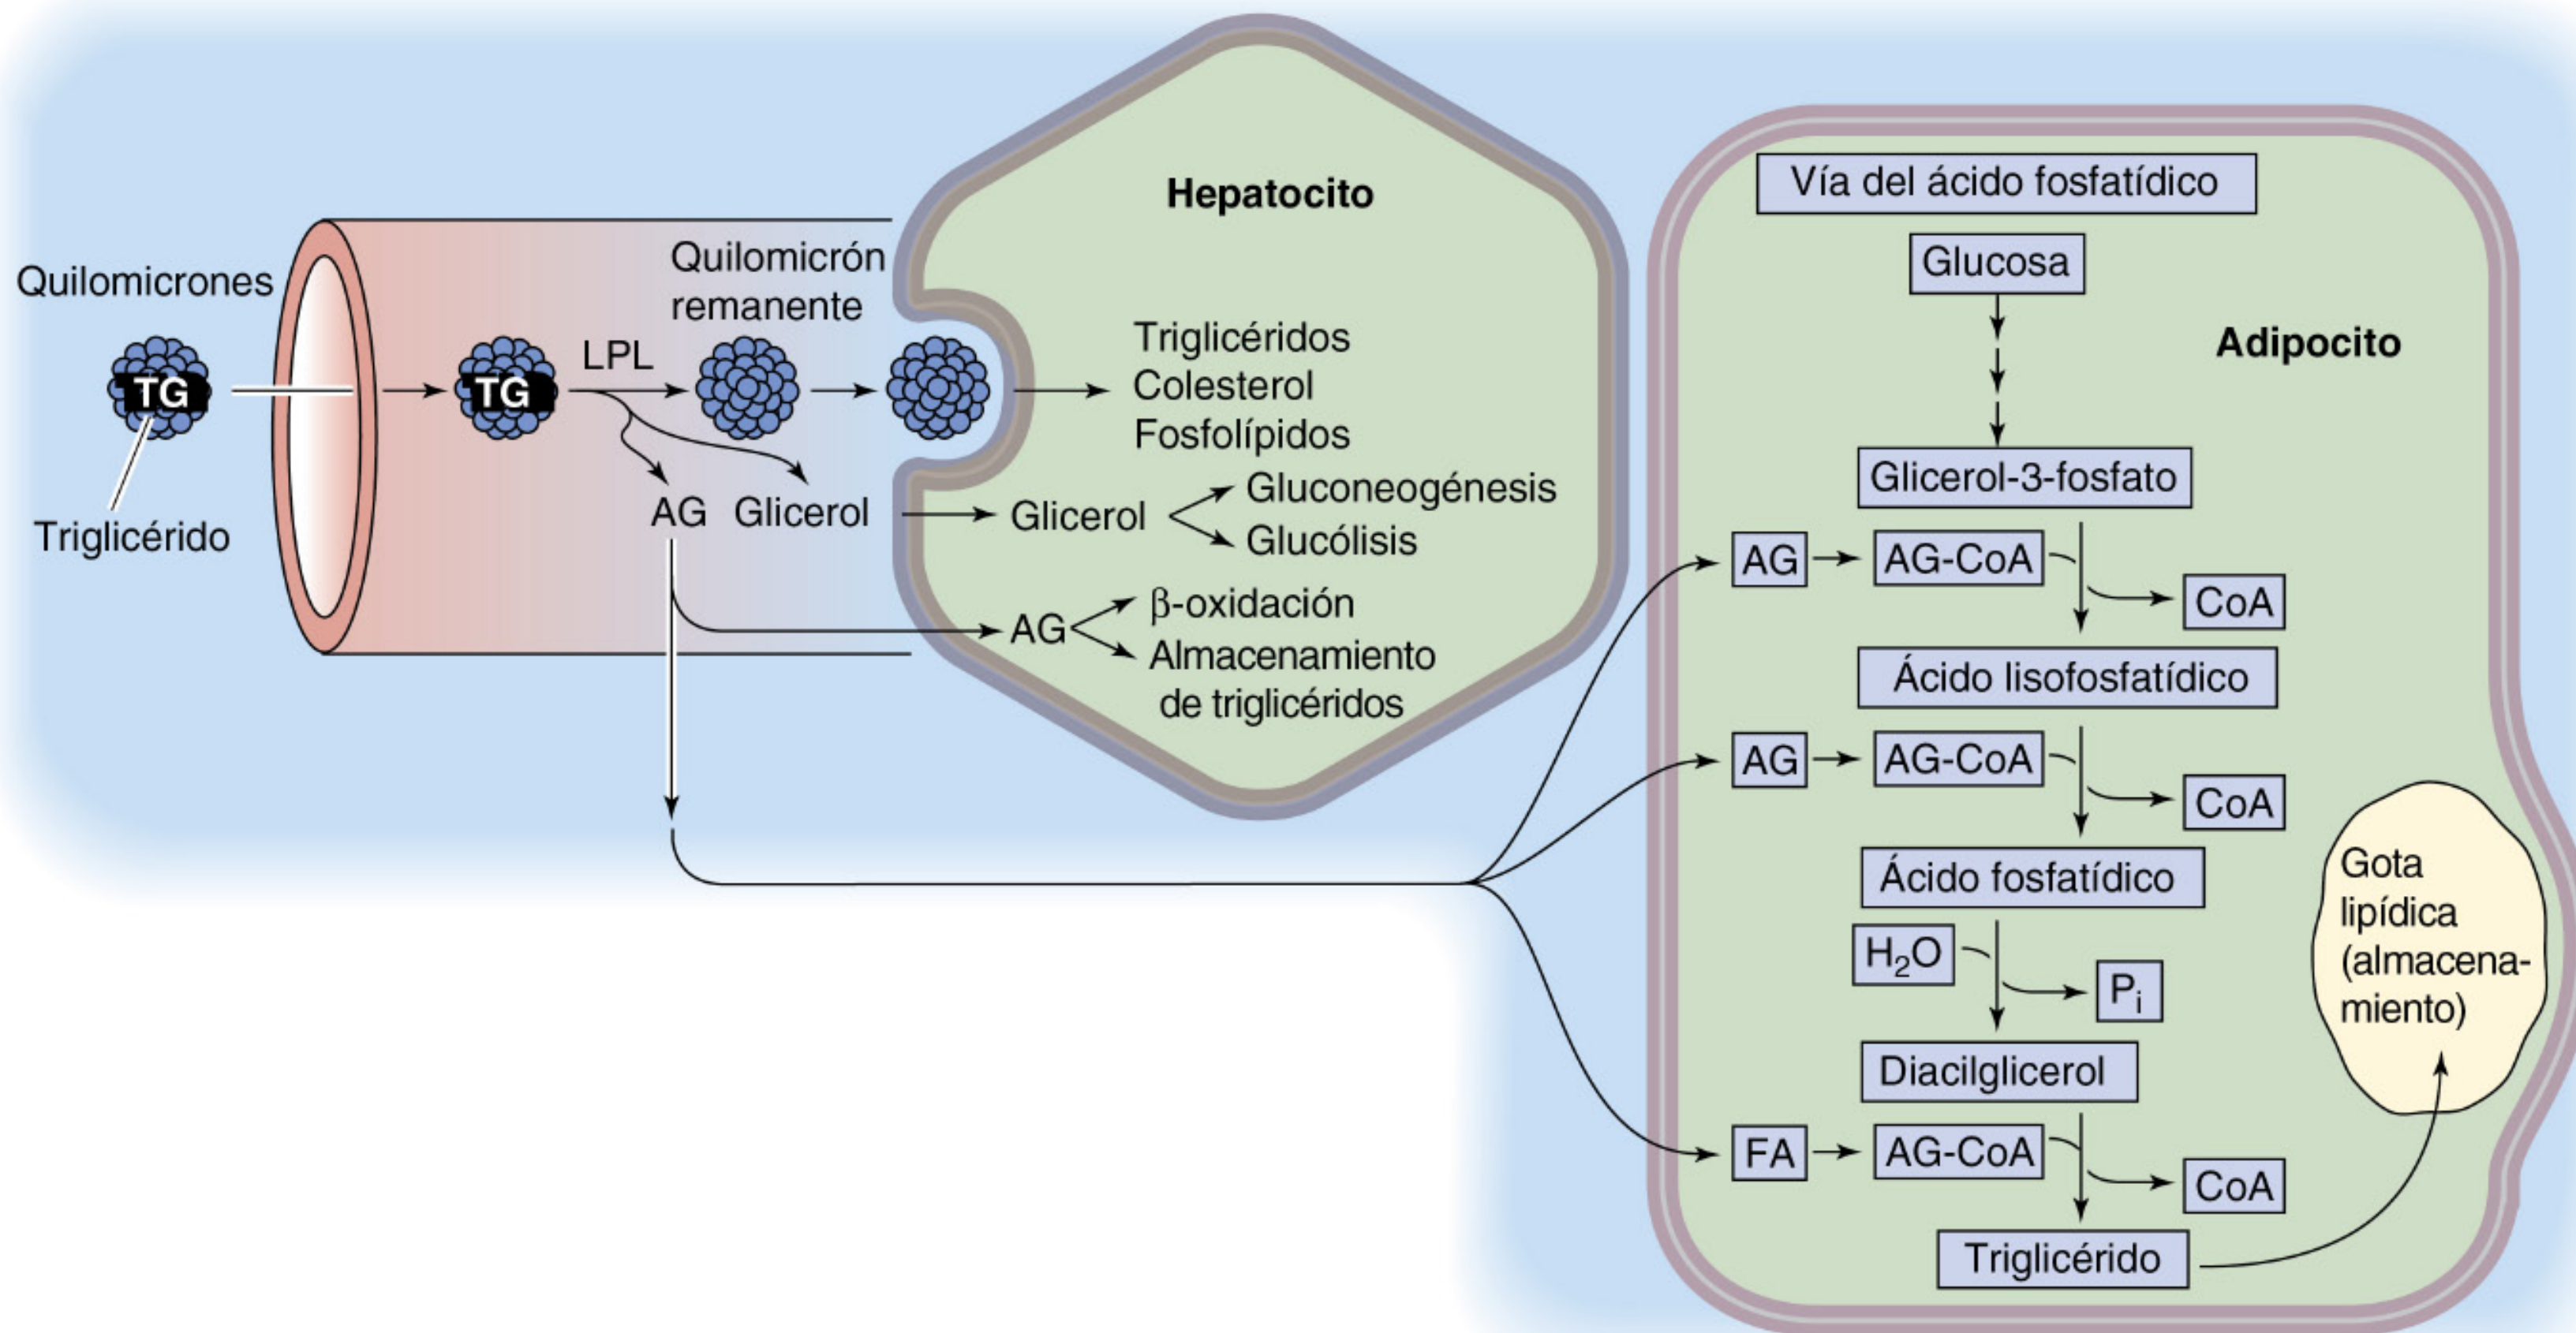 Quilomicrones
TG
Triglicérido
TG
LPL
Quilomicrón
remanente
AG
Glicerol
Hepatocito
Triglicéridos
Colesterol
Fosfolípidos
Glicerol
Gluconeogénesis
Glucólisis
AG
β-oxidación
Almacenamiento
de triglicéridos
Vía del ácido fosfatídico
Glucosa
Adipocito
Glicerol-3-fosfato
AG
AG-CoA
CoA
Ácido lisofosfatídico
AG
AG-CoA
CoA
Ácido fosfatídico
H₂O
Pᵢ
Diacilglicerol
FA
AG-CoA
CoA
Triglicérido
Gota
lipídica
(almacena-
miento)